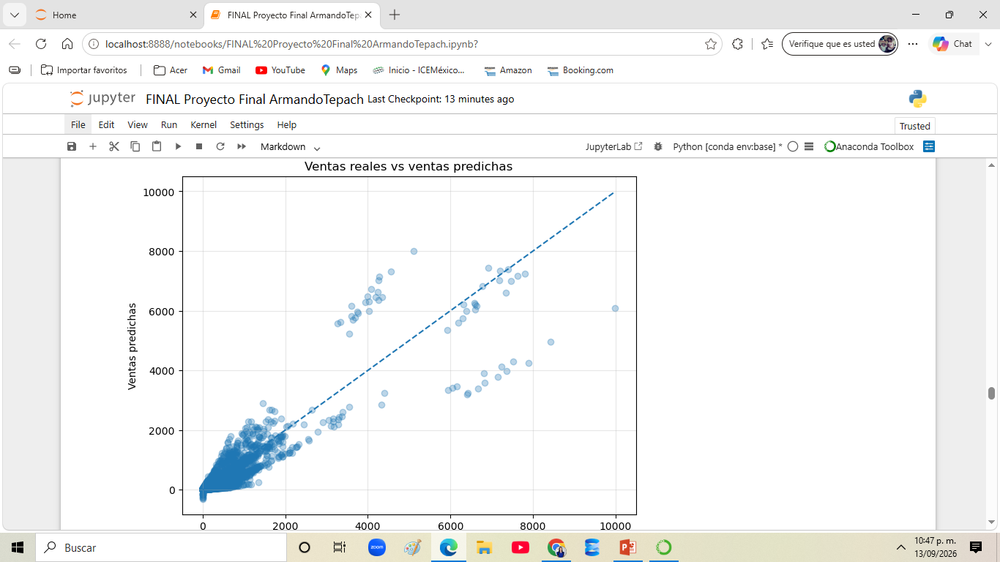 Home
FINAL Proyecto Final ArmandoTepa
localhost:8888/notebooks/FINAL%20Proyecto%20Final%20ArmandoTepach.ipynb?
Verifique que es usted
Chat
Importar favoritos
Acer
Gmail
YouTube
Maps
Inicio - ICEMéxico...
Amazon
Booking.com
jupyter
FINAL Proyecto Final ArmandoTepach
Last Checkpoint: 13 minutes ago
File Edit View Run Kernel Settings Help
Trusted
Markdown
JupyterLab
Python [conda env:base] *
Anaconda Toolbox
Ventas reales vs ventas predichas
10000
8000
6000
4000
2000
0
Ventas predichas
0 2000 4000 6000 8000 10000
Buscar
zoom
10:47 p. m.
13/09/2026